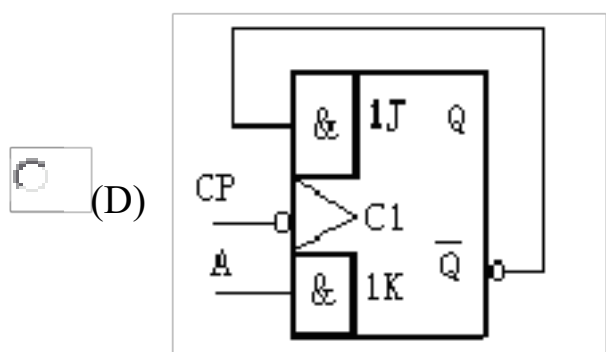 (D)
& 1J Q
CP
C1
A
& 1K Q̅